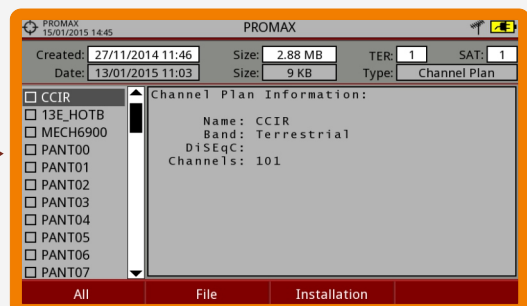 PROMAX
15/01/2015 14:45
PROMAX
Created: 27/11/2014 11:46 Size: 2.88 MB TER: 1 SAT: 1
Date: 13/01/2015 11:03 Size: 9 KB Type: Channel Plan
CCIR
13E_HOTB
MECH6900
PANT00
PANT01
PANT02
PANT03
PANT04
PANT05
PANT06
PANT07
Channel Plan Information:
Name: CCIR
Band: Terrestrial
DiSEqC:
Channels: 101
All File Installation